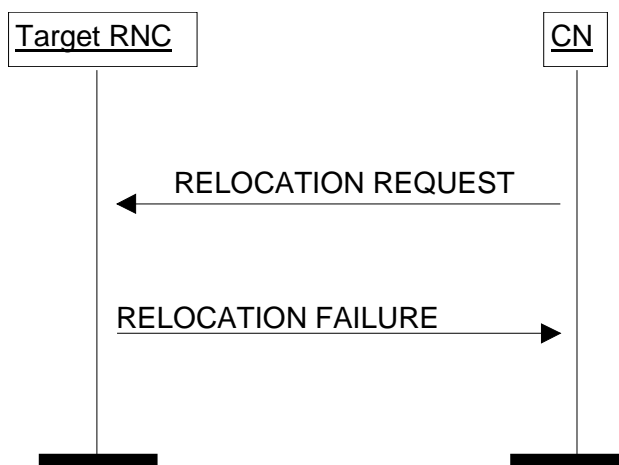 Target RNC
CN
RELOCATION REQUEST
RELOCATION FAILURE